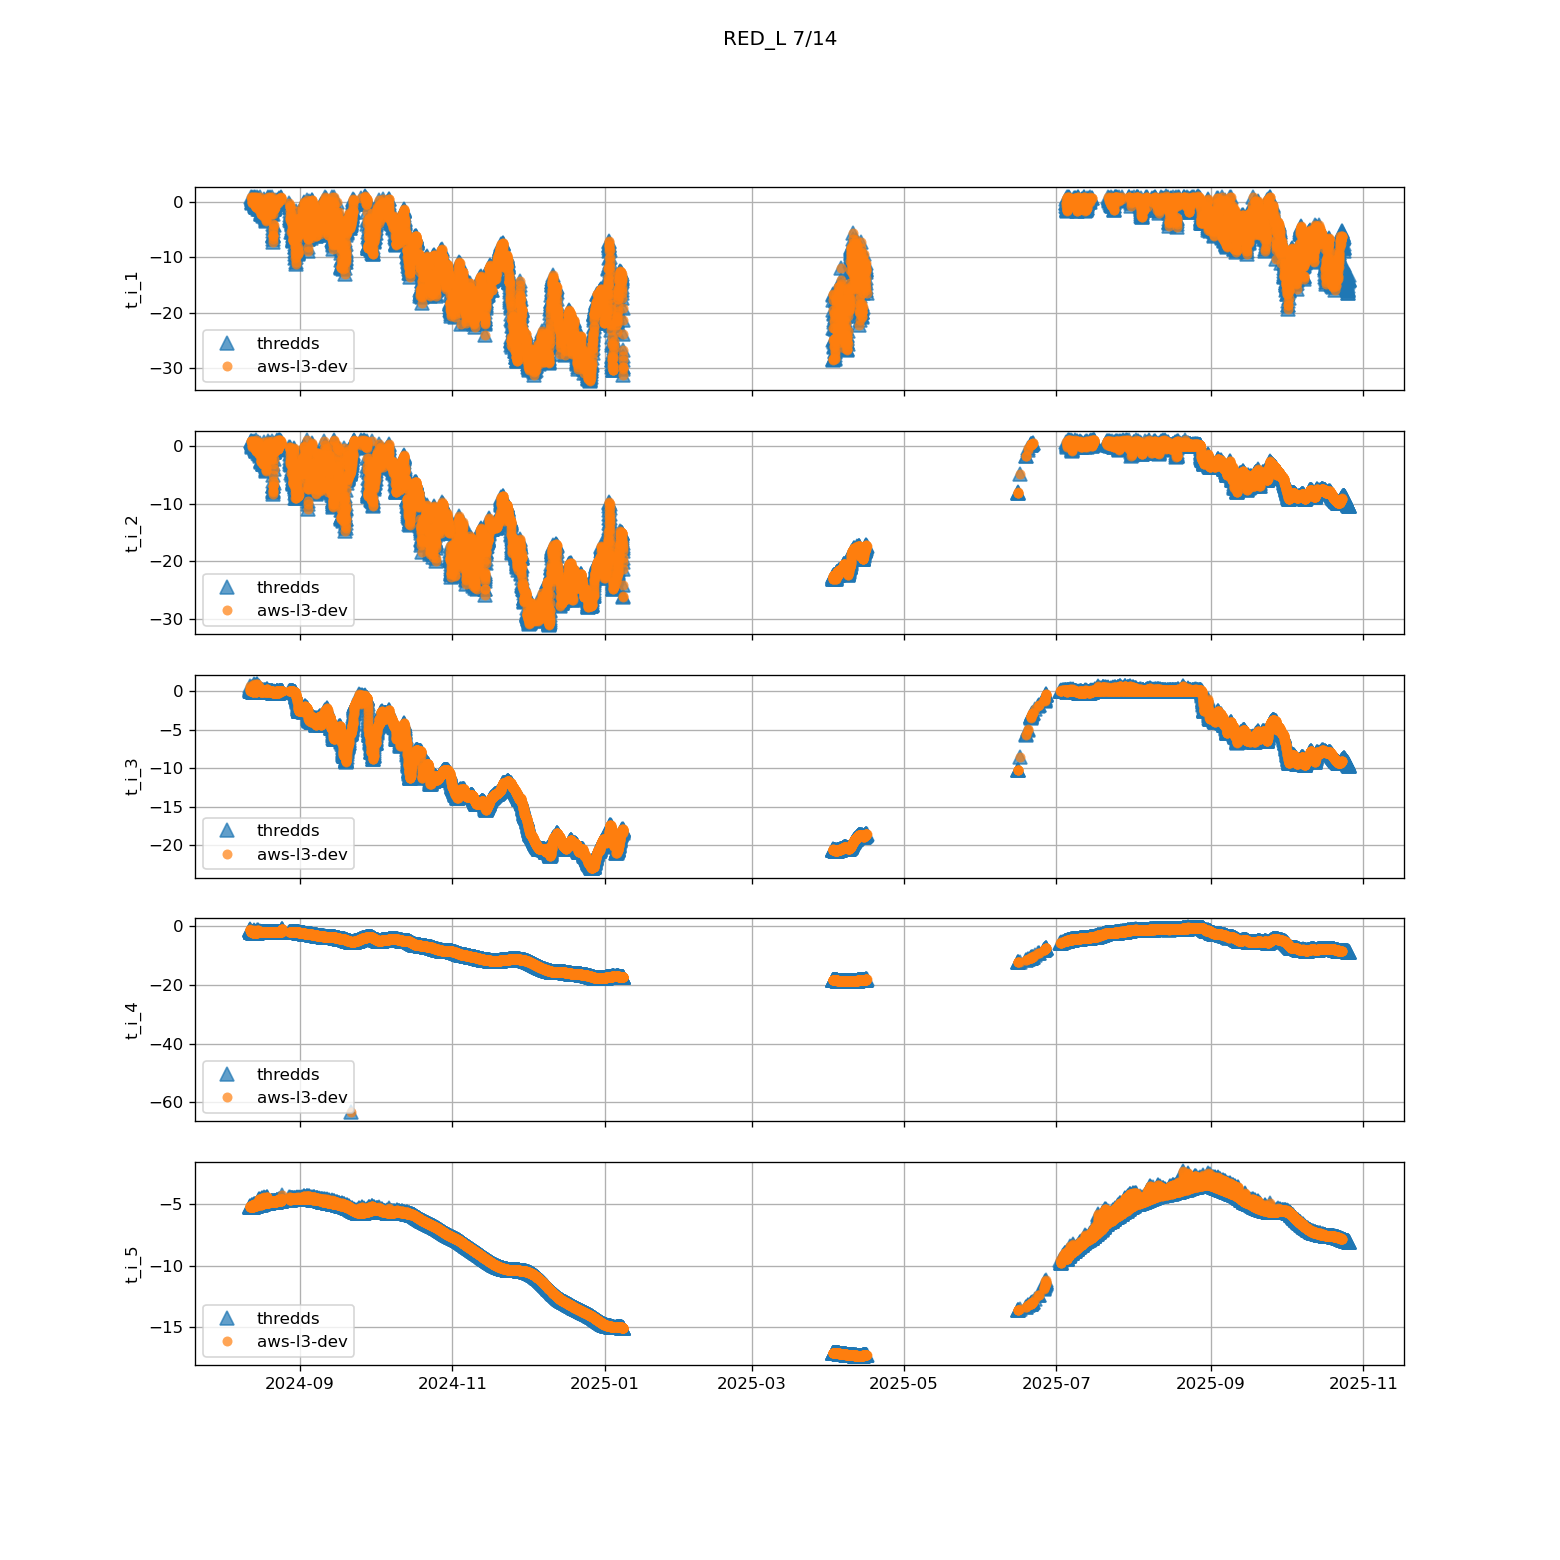 RED_L 7/14
0
−10
−20
−30
t_i_1
thredds
aws-l3-dev
0
−10
−20
−30
t_i_2
thredds
aws-l3-dev
0
−5
−10
−15
−20
t_i_3
thredds
aws-l3-dev
0
−20
−40
−60
t_i_4
thredds
aws-l3-dev
−5
−10
−15
t_i_5
thredds
aws-l3-dev
2024-09 2024-11 2025-01 2025-03 2025-05 2025-07 2025-09 2025-11